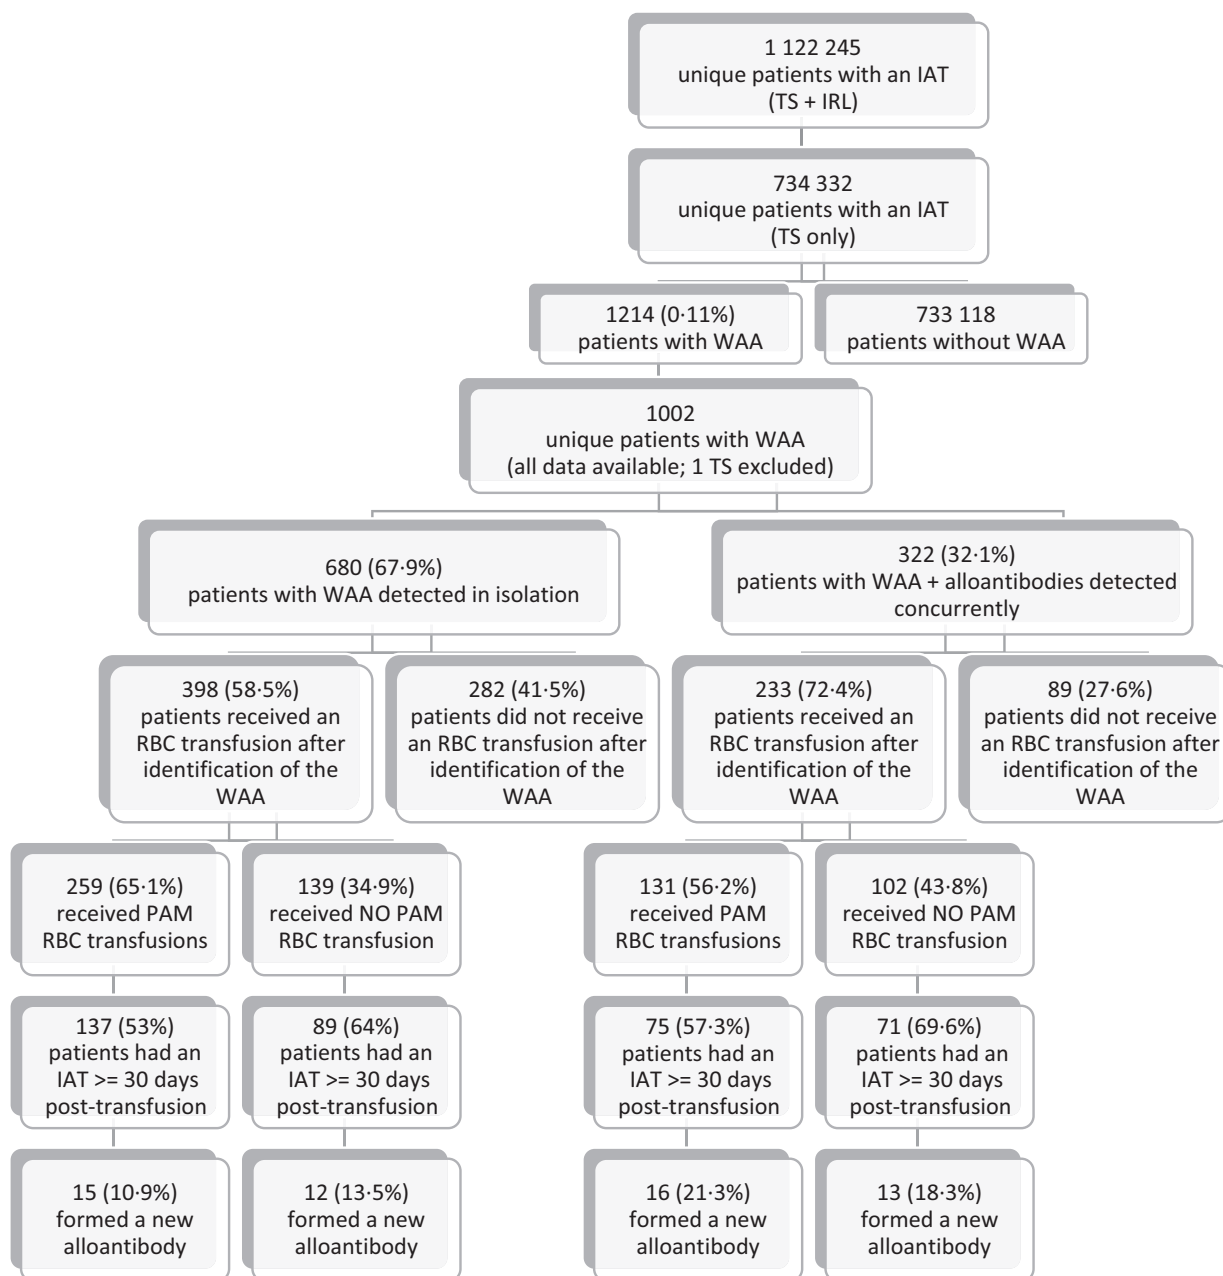 1 122 245
unique patients with an IAT
(TS + IRL)
734 332
unique patients with an IAT
(TS only)
1214 (0·11%)
patients with WAA
733 118
patients without WAA
1002
unique patients with WAA
(all data available; 1 TS excluded)
680 (67·9%)
patients with WAA detected in isolation
322 (32·1%)
patients with WAA + alloantibodies detected
concurrently
398 (58·5%)
patients received an
RBC transfusion after
identification of the
WAA
282 (41·5%)
patients did not receive
an RBC transfusion after
identification of the
WAA
233 (72·4%)
patients received an
RBC transfusion after
identification of the
WAA
89 (27·6%)
patients did not receive
an RBC transfusion after
identification of the
WAA
259 (65·1%)
received PAM
RBC transfusions
139 (34·9%)
received NO PAM
RBC transfusion
131 (56·2%)
received PAM
RBC transfusions
102 (43·8%)
received NO PAM
RBC transfusion
137 (53%)
patients had an
IAT >= 30 days
post-transfusion
89 (64%)
patients had an
IAT >= 30 days
post-transfusion
75 (57·3%)
patients had an
IAT >= 30 days
post-transfusion
71 (69·6%)
patients had an
IAT >= 30 days
post-transfusion
15 (10·9%)
formed a new
alloantibody
12 (13·5%)
formed a new
alloantibody
16 (21·3%)
formed a new
alloantibody
13 (18·3%)
formed a new
alloantibody